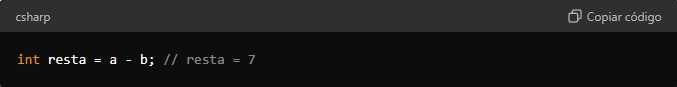 csharp
Copiar código
int resta = a - b; // resta = 7